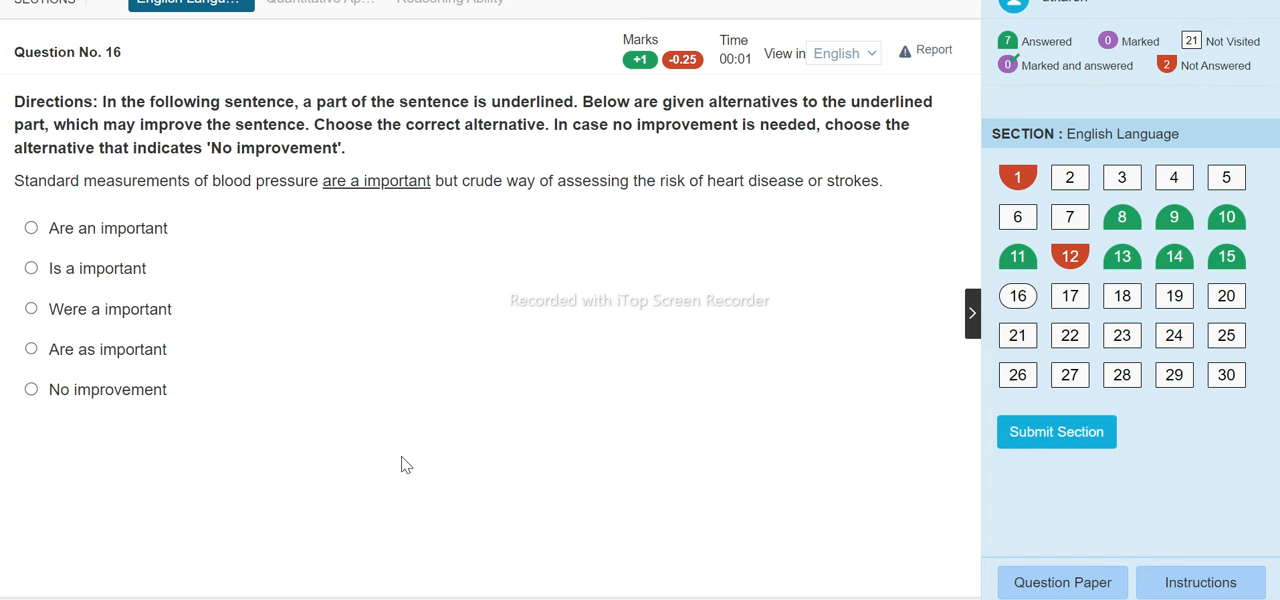 English Langu...
Question No. 16
Marks
+1 -0.25
Time
00:01
View in English
Report
Directions: In the following sentence, a part of the sentence is underlined. Below are given alternatives to the underlined
part, which may improve the sentence. Choose the correct alternative. In case no improvement is needed, choose the
alternative that indicates 'No improvement'.
Standard measurements of blood pressure are a important but crude way of assessing the risk of heart disease or strokes.
Are an important
Is a important
Were a important
Are as important
No improvement
Recorded with iTop Screen Recorder
7 Answered 0 Marked 21 Not Visited
0 Marked and answered 2 Not Answered
SECTION : English Language
1 2 3 4 5
6 7 8 9 10
11 12 13 14 15
16 17 18 19 20
21 22 23 24 25
26 27 28 29 30
Submit Section
Question Paper Instructions